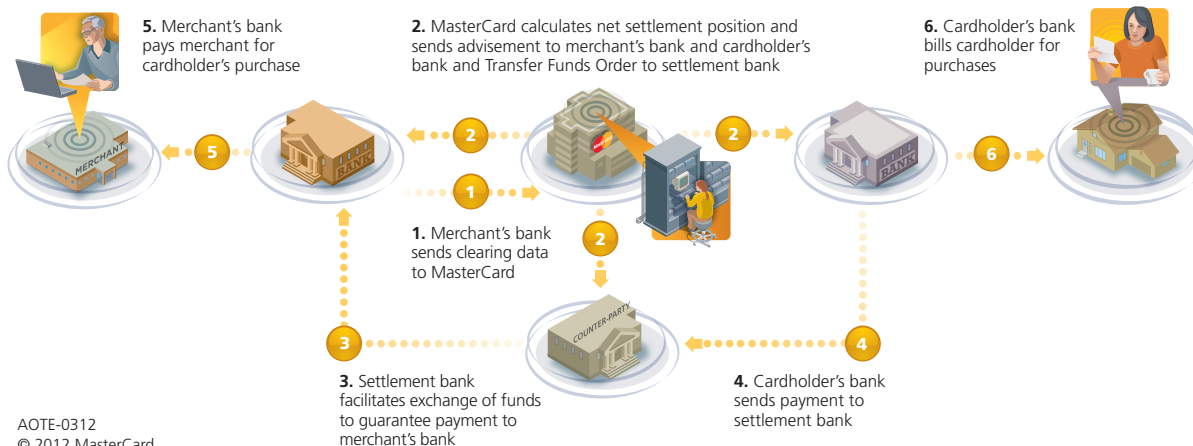 5. Merchant's bank
pays merchant for
cardholder's purchase
2. MasterCard calculates net settlement position and
sends advisement to merchant's bank and cardholder's
bank and Transfer Funds Order to settlement bank
6. Cardholder's bank
bills cardholder for
purchases
MERCHANT
BANK
MasterCard
BANK
5
2
2
6
1
1. Merchant's bank
sends clearing data
to MasterCard
2
COUNTER-PARTY
3
4
3. Settlement bank
facilitates exchange of funds
to guarantee payment to
merchant's bank
4. Cardholder's bank
sends payment to
settlement bank
AOTE-0312
© 2012 MasterCard